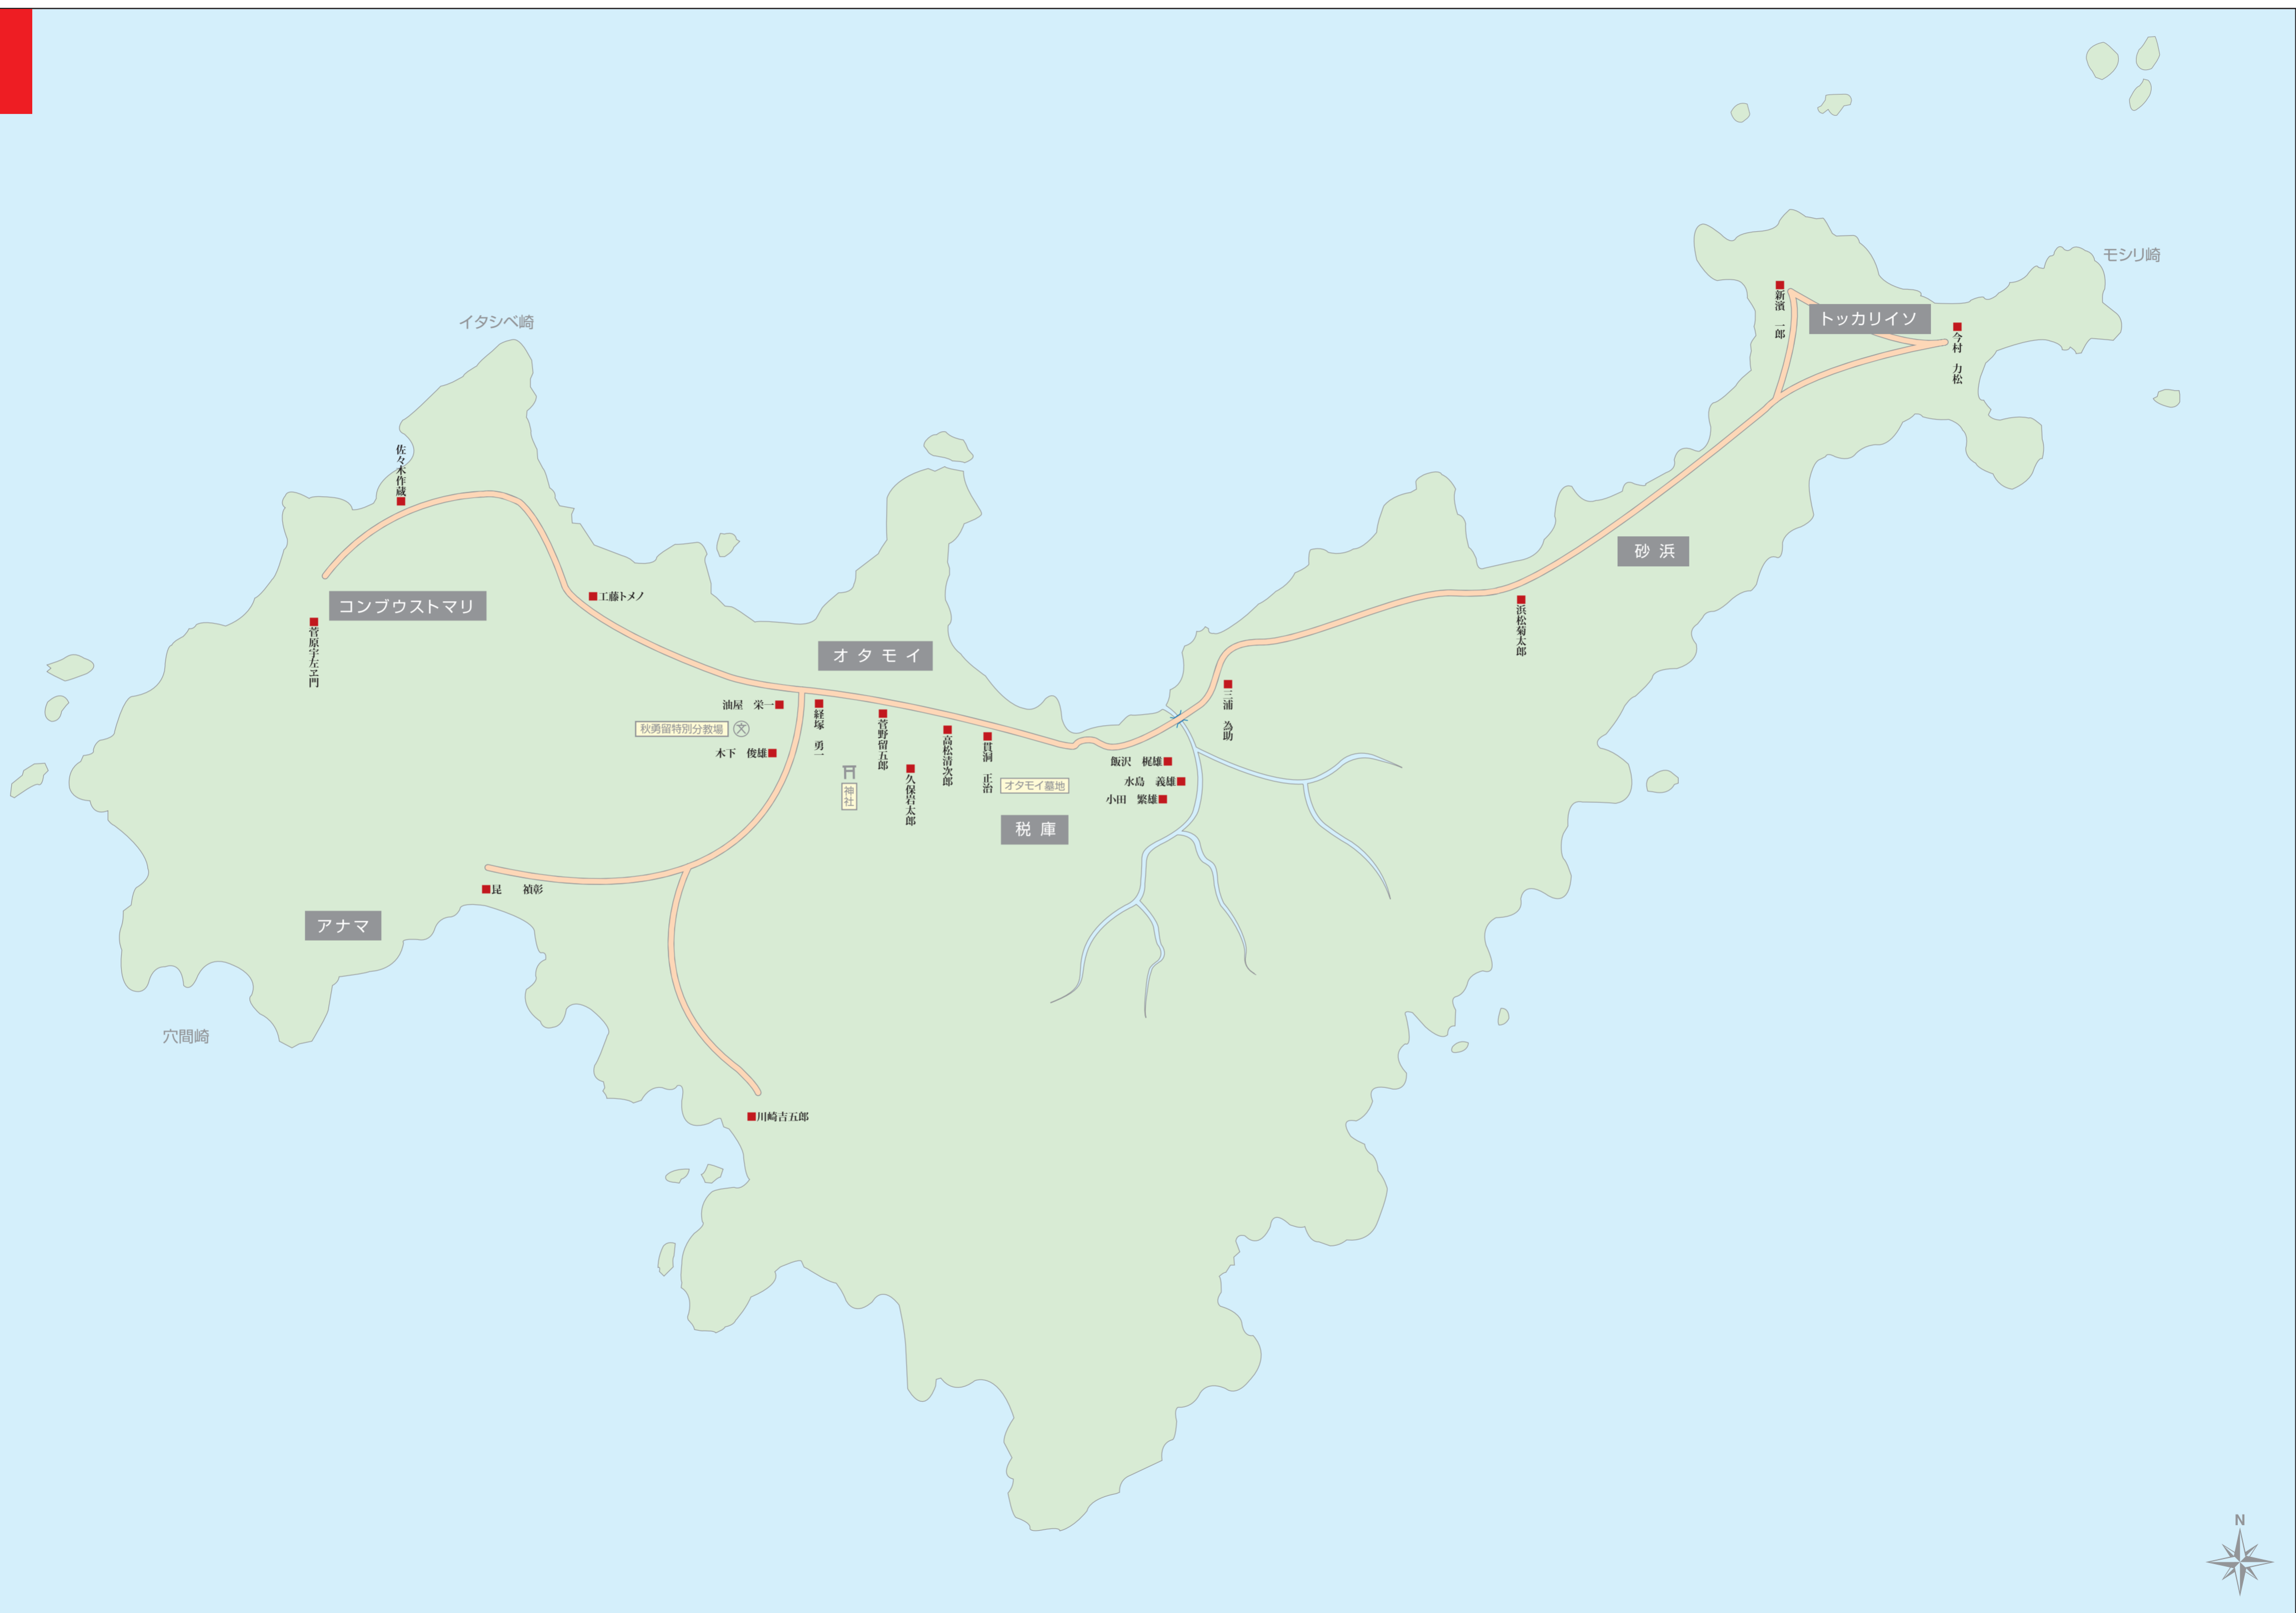 モシリ崎
イタシベ崎
新濱 一郎
トッカリイソ
今村 力松
佐々木作蔵
砂浜
コンブウストマリ
工藤トメノ
菅原宇左ヱ門
浜松菊太郎
オタモイ
三浦 為助
油屋 栄一
経塚 勇一
菅野留五郎
秋勇留特別分教場
文
高松清次郎
貫洞 正治
木下 俊雄
飯沢 梶雄
久保岩太郎
神社
オタモイ墓地
水島 義雄
小田 繁雄
税庫
昆 禎彰
アナマ
穴間崎
川崎吉五郎
N